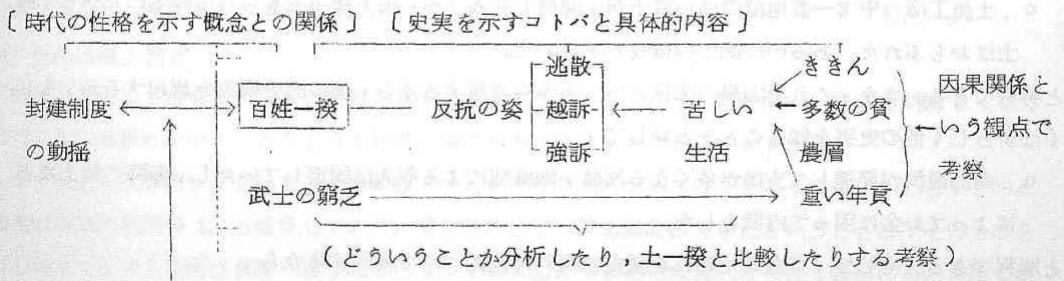 〔時代の性格を示す概念との関係〕 〔史実を示すコトバと具体的内容〕
逃散 ききん 因果関係と
封建制度 百姓一揆 反抗の姿 越訴 苦しい 多数の貧 いう観点で
の動揺 強訴 生活 農層 考察
武士の窮乏 重い年貢
(どういうことか分析したり,土一揆と比較したりする考察)